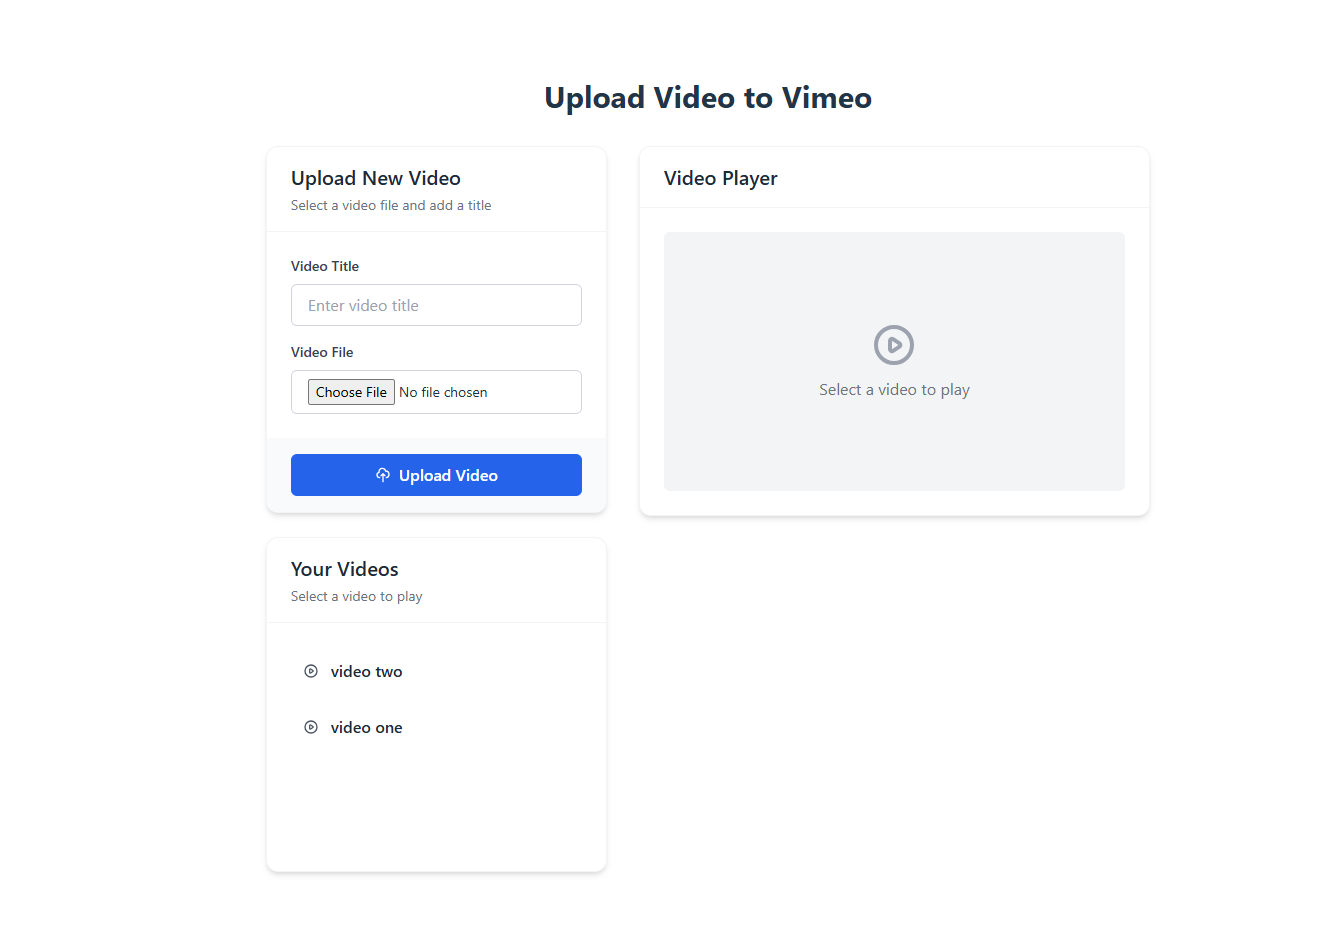 Upload Video to Vimeo
Upload New Video
Select a video file and add a title
Video Title
Enter video title
Video File
Choose File No file chosen
Upload Video
Your Videos
Select a video to play
video two
video one
Video Player
Select a video to play